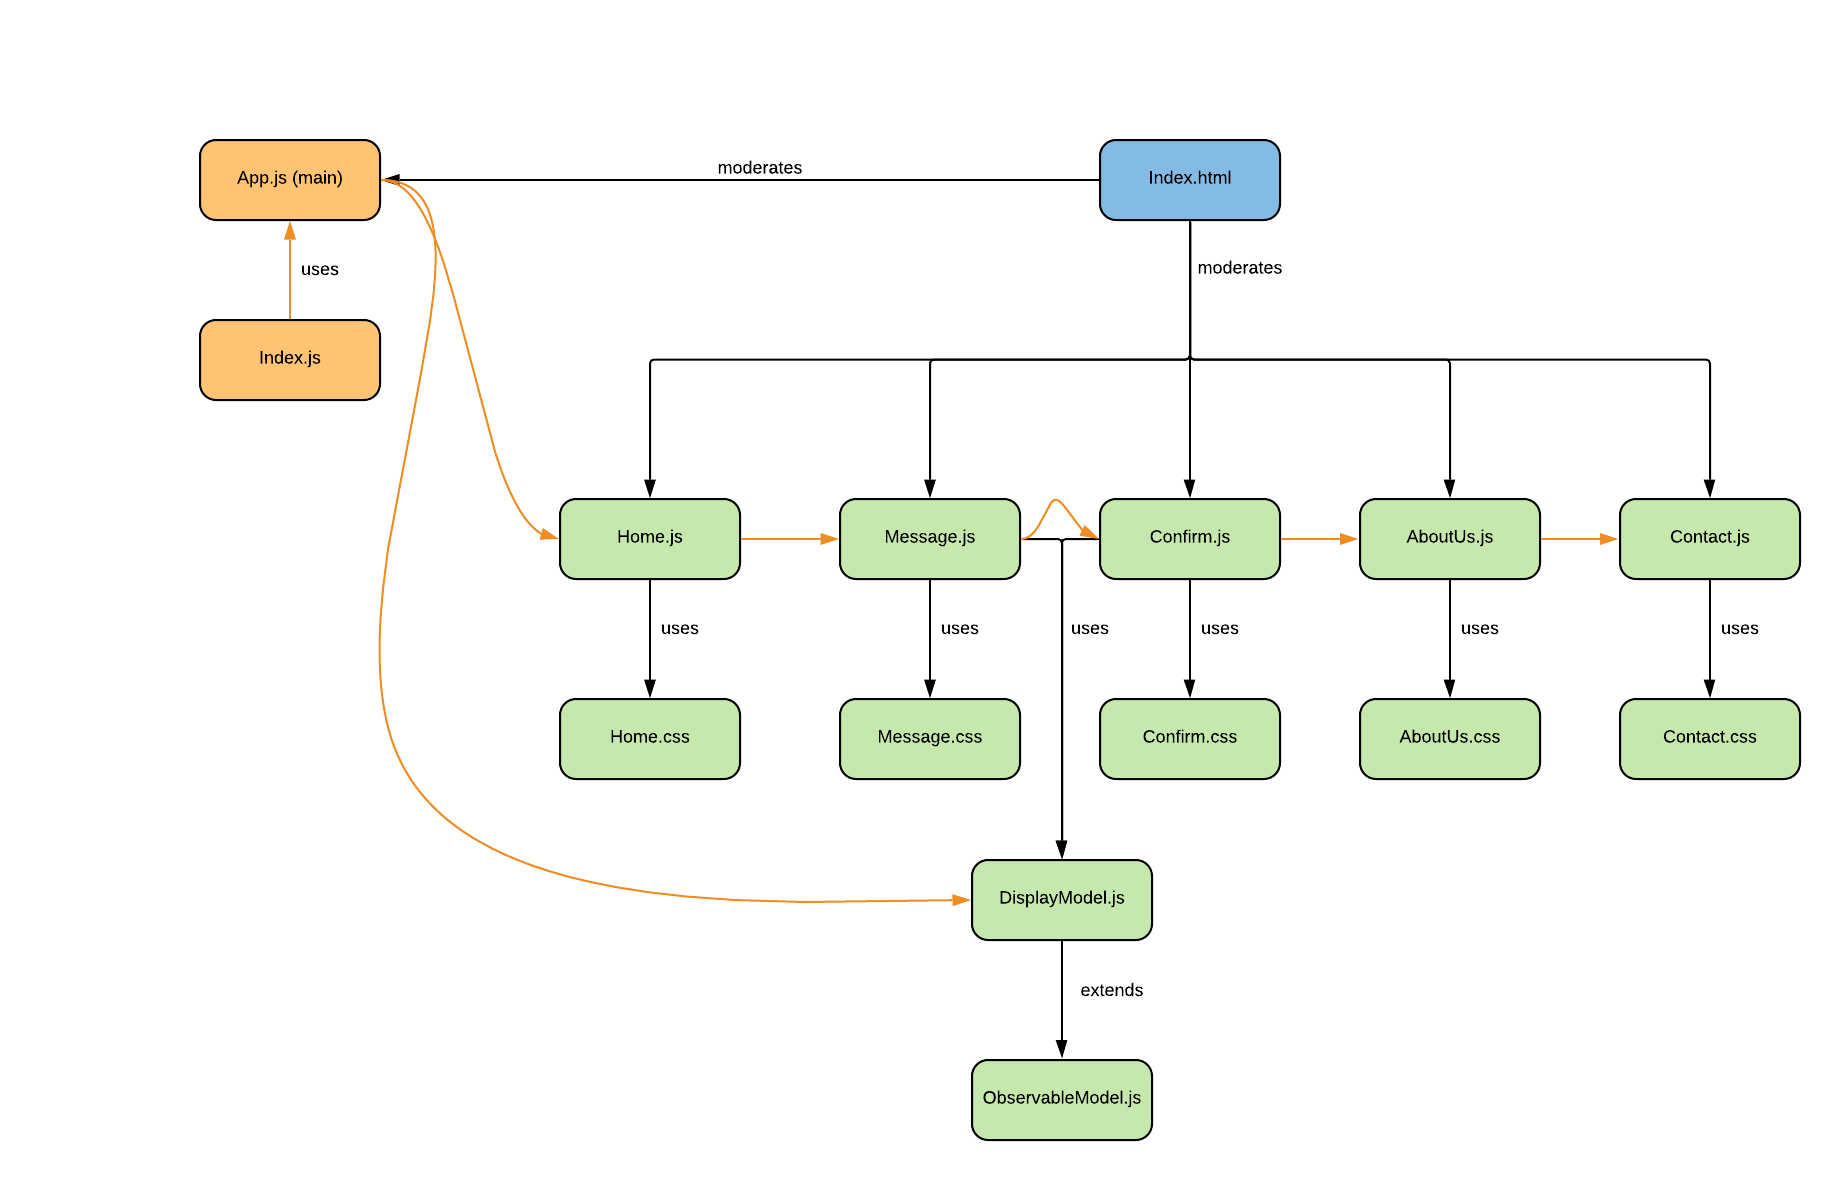 App.js (main)
moderates
Index.html
uses
moderates
Index.js
Home.js
Message.js
Confirm.js
AboutUs.js
Contact.js
uses
uses
uses
uses
uses
uses
Home.css
Message.css
Confirm.css
AboutUs.css
Contact.css
DisplayModel.js
extends
ObservableModel.js